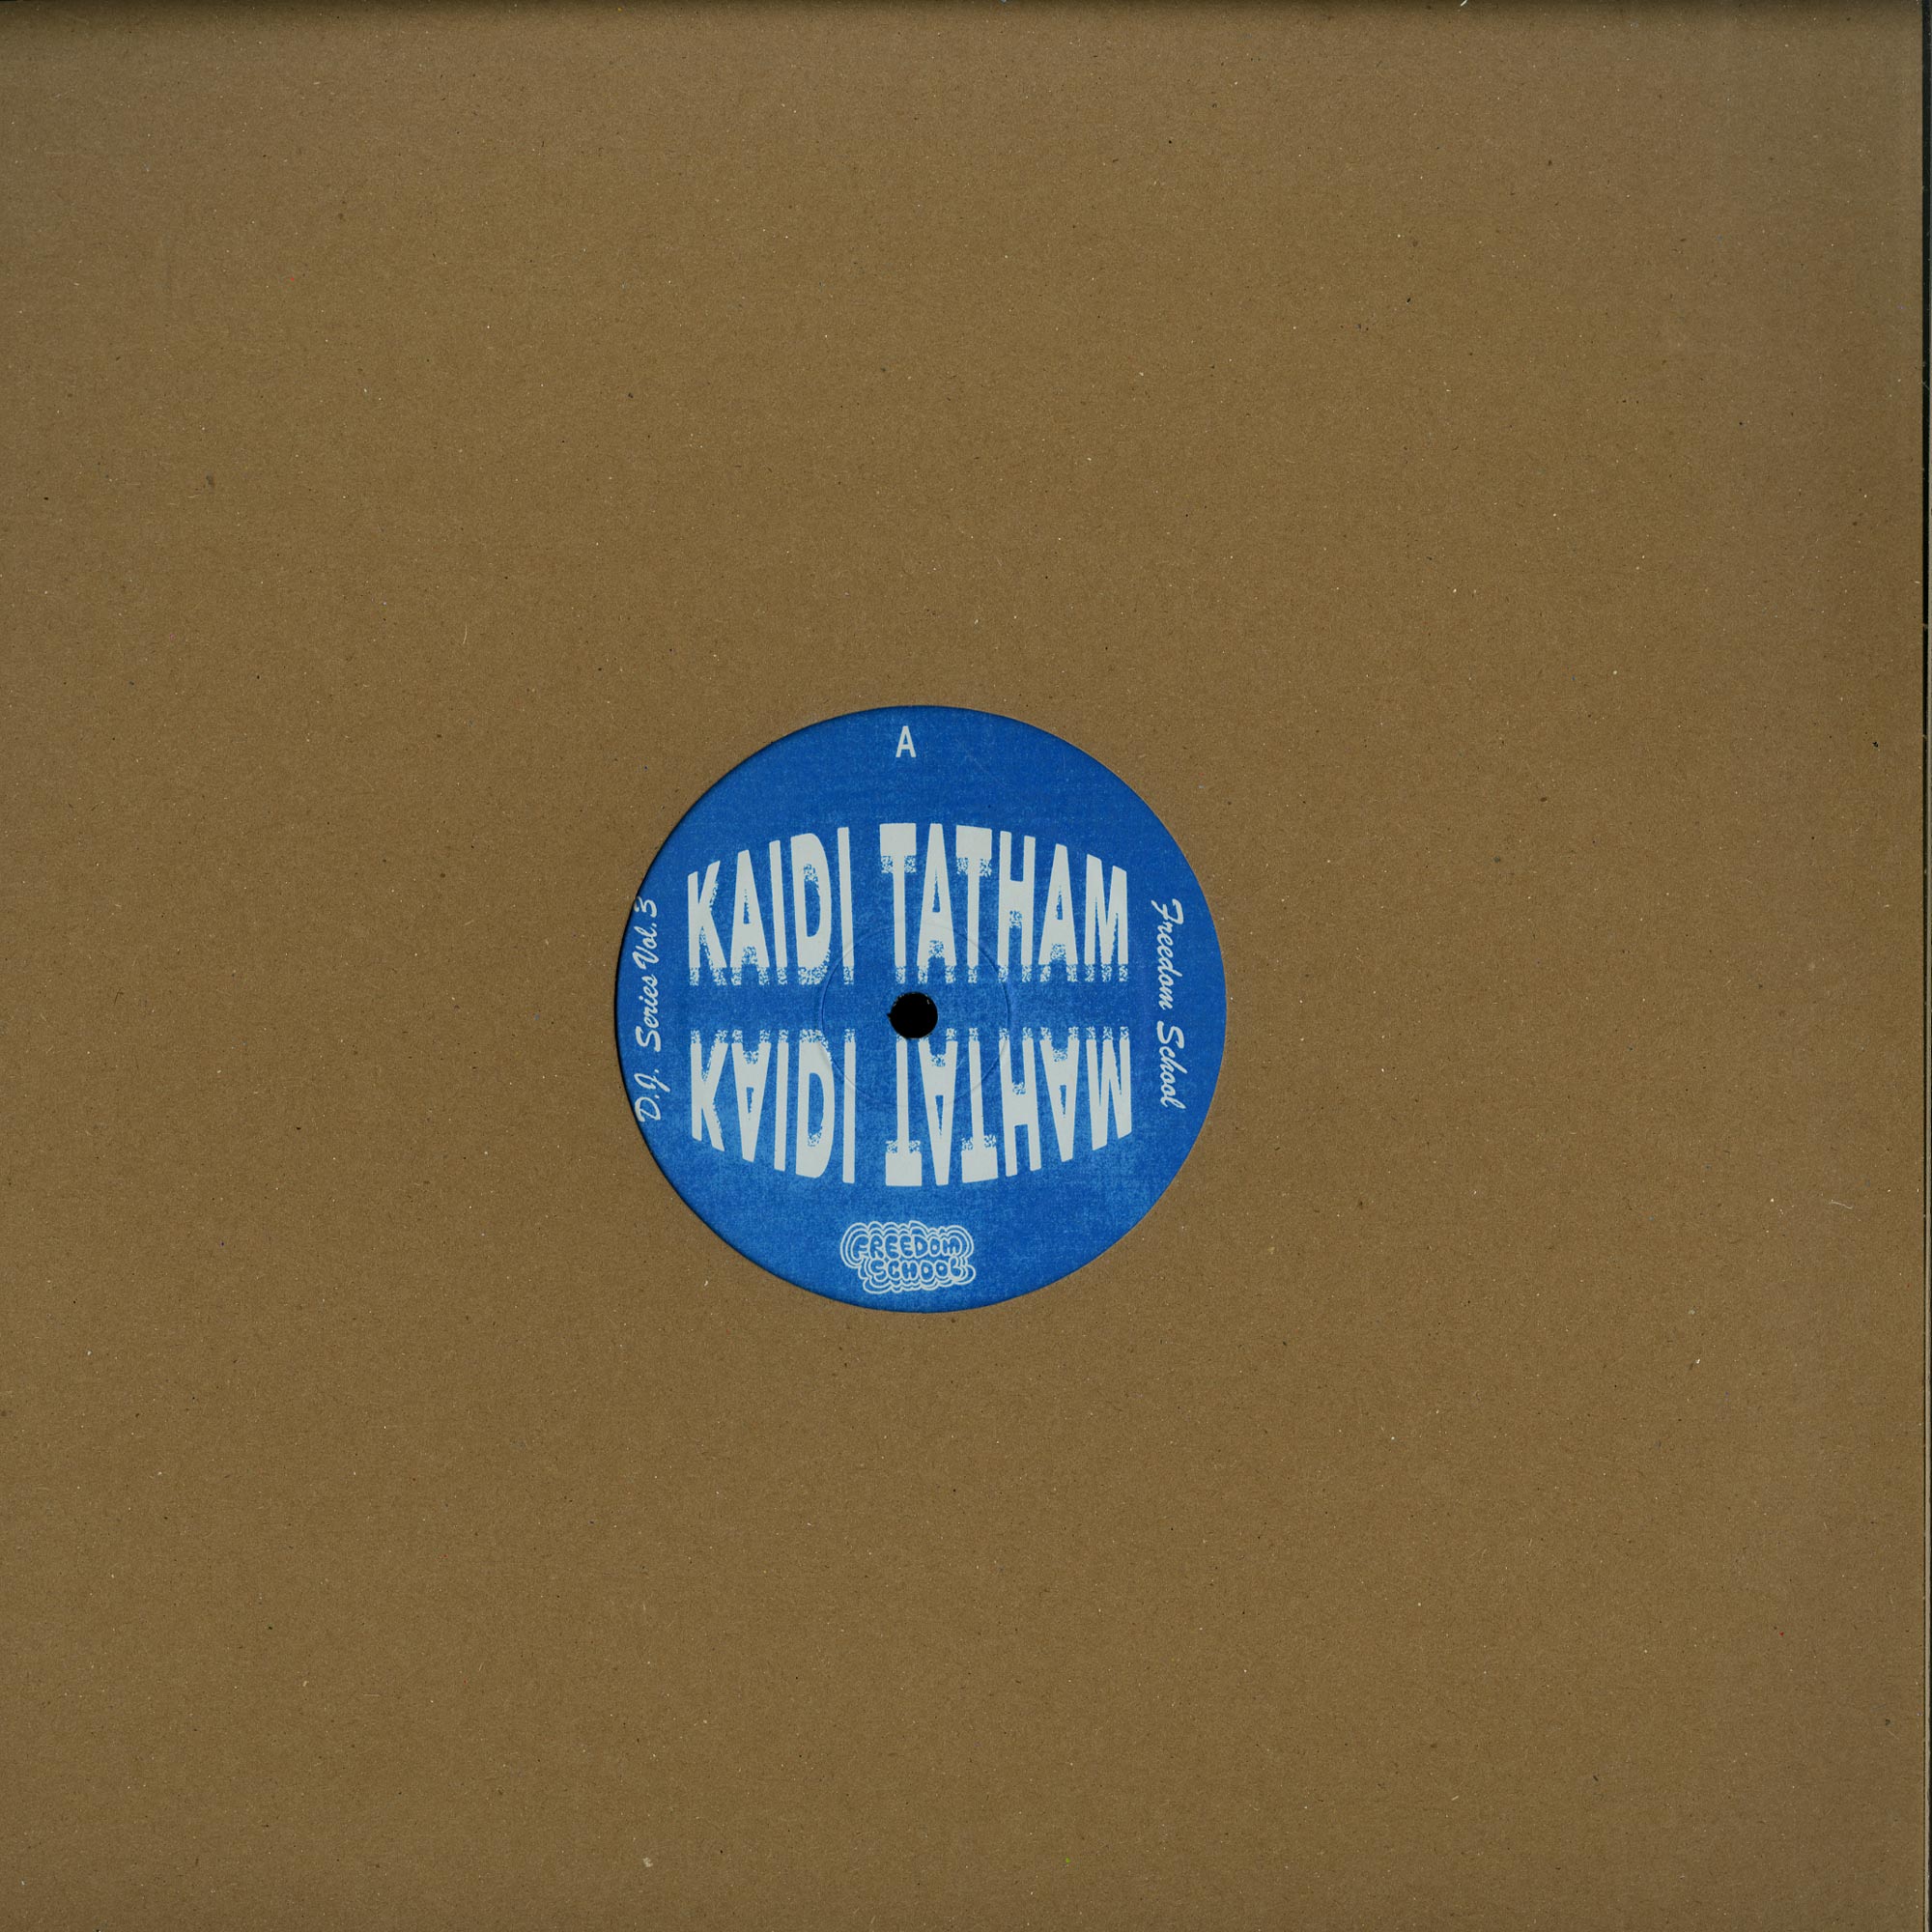 A
KAIDI TATHAM
KAIDI TATHAM
D.J. Series Vol. 3
Freedom School
FREEDOM
SCHOOL